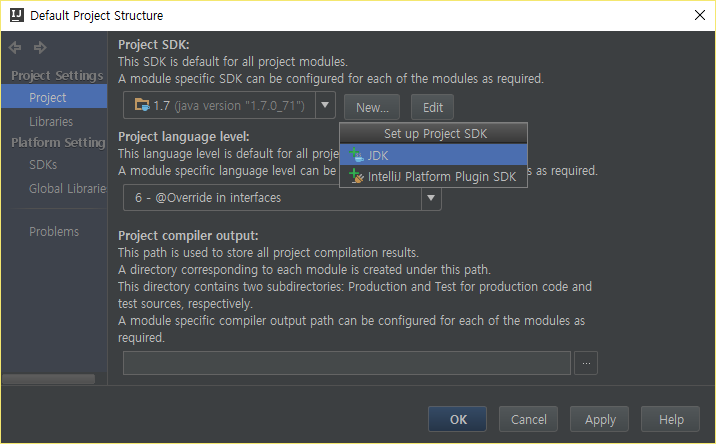 IJ Default Project Structure
Project Settings
Project
Libraries
Platform Setting
SDKs
Global Librarie
Problems
Project SDK:
This SDK is default for all project modules.
A module specific SDK can be configured for each of the modules as required.
1.7 (java version "1.7.0_71")
New...
Edit
Set up Project SDK
JDK
IntelliJ Platform Plugin SDK
Project language level:
This language level is default for all proje
A module specific language level can be s as required.
6 - @Override in interfaces
Project compiler output:
This path is used to store all project compilation results.
A directory corresponding to each module is created under this path.
This directory contains two subdirectories: Production and Test for production code and
test sources, respectively.
A module specific compiler output path can be configured for each of the modules as
required.
...
OK
Cancel
Apply
Help